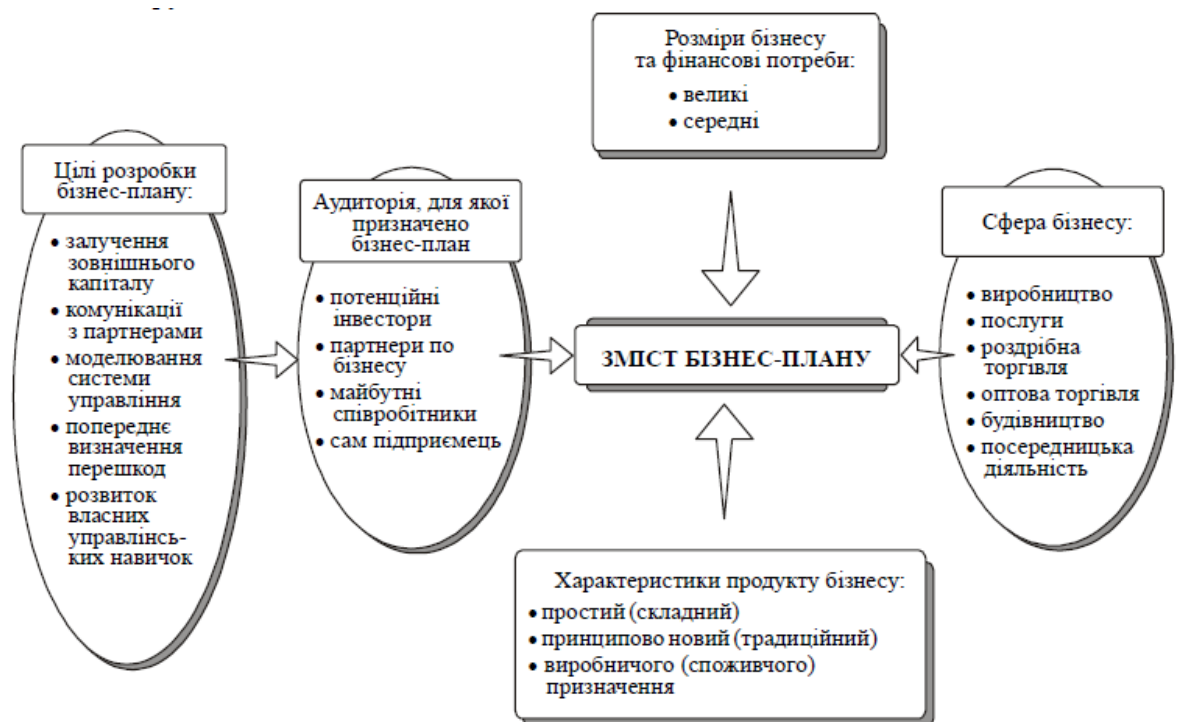 Розміри бізнесу
та фінансові потреби:
• великі
• середні
Цілі розробки
бізнес-плану:
• залучення
зовнішнього
капіталу
• комунікації
з партнерами
• моделювання
системи
управління
• попереднє
визначення
перешкод
• розвиток
власних
управлінсь-
ких навичок
Аудиторія, для якої
призначено
бізнес-план
• потенційні
інвестори
• партнери по
бізнесу
• майбутні
співробітники
• сам підприємець
ЗМІСТ БІЗНЕС-ПЛАНУ
Сфера бізнесу:
• виробництво
• послуги
• роздрібна
торгівля
• оптова торгівля
• будівництво
• посередницька
діяльність
Характеристики продукту бізнесу:
• простий (складний)
• принципово новий (традиційний)
• виробничого (споживчого)
призначення